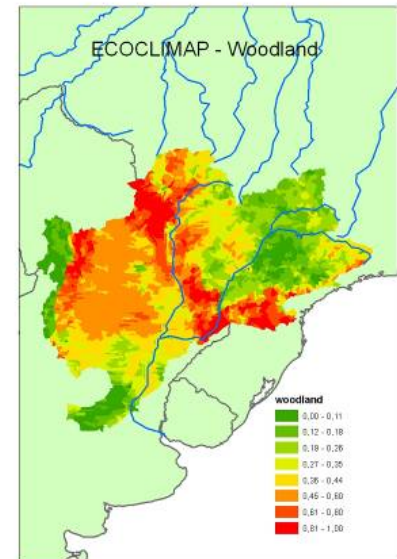 ECOCLIMAP - Woodland
woodland
0,00 - 0,11
0,12 - 0,18
0,19 - 0,26
0,27 - 0,35
0,36 - 0,44
0,45 - 0,60
0,61 - 0,80
0,81 - 1,00